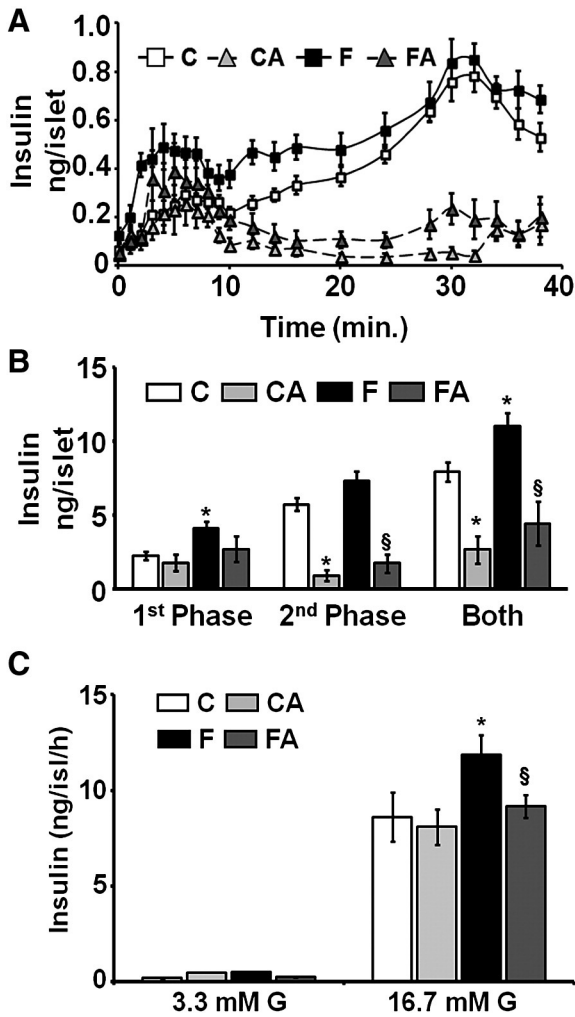 A
1.0
C CA F FA
0.8
0.6
0.4
0.2
0
Insulin
ng/islet
0 10 20 30 40
Time (min.)
B
15
C CA F FA
10
5
0
Insulin
ng/islet
*
*
§
*
*
§
1st Phase 2nd Phase Both
C
15
C CA
F FA
10
5
0
Insulin (ng/isl/h)
*
§
3.3 mM G 16.7 mM G